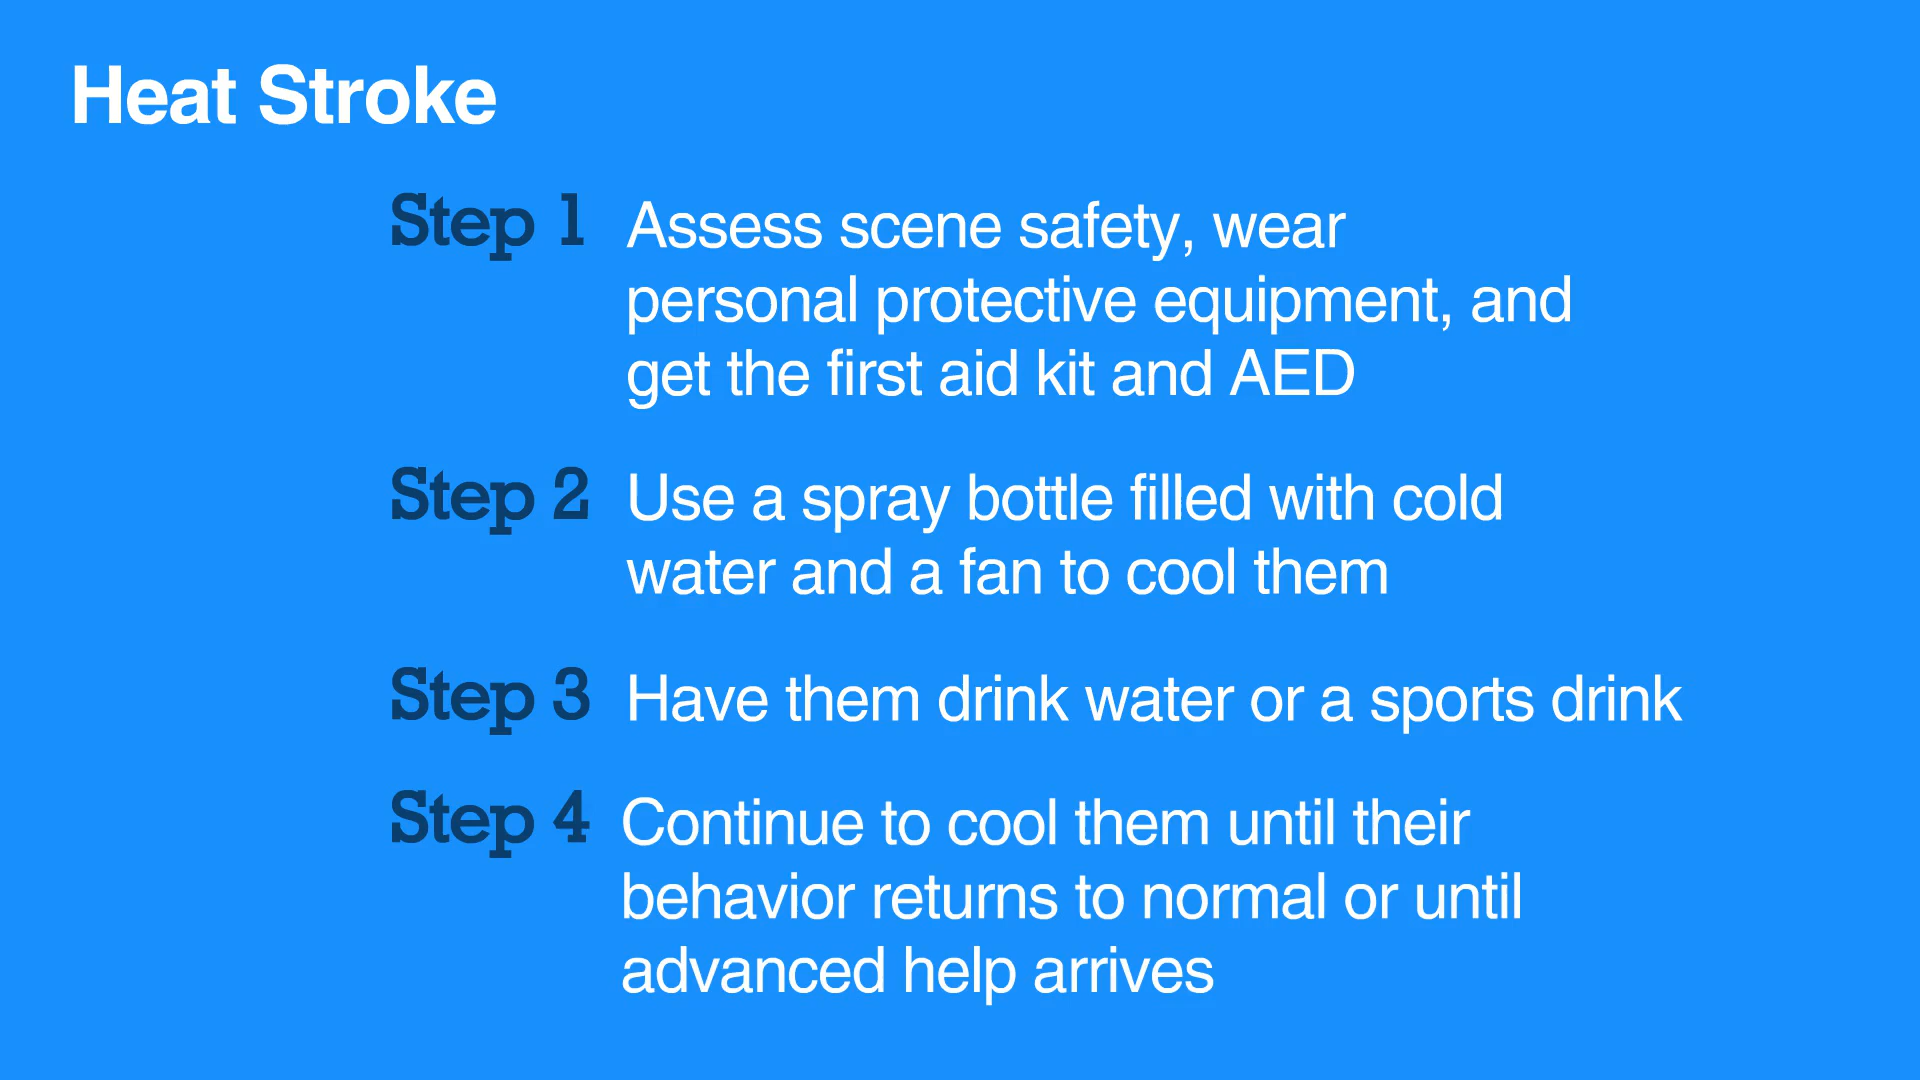 Heat Stroke
Step 1 Assess scene safety, wear
personal protective equipment, and
get the first aid kit and AED
Step 2 Use a spray bottle filled with cold
water and a fan to cool them
Step 3 Have them drink water or a sports drink
Step 4 Continue to cool them until their
behavior returns to normal or until
advanced help arrives